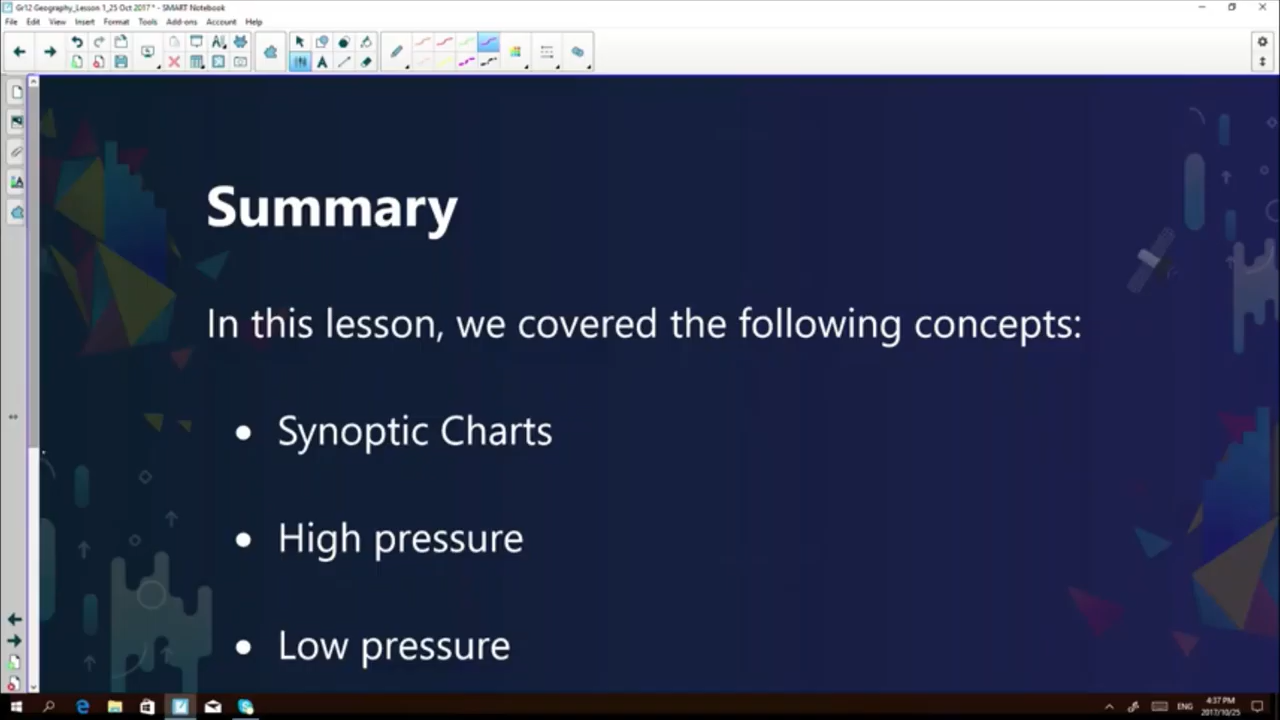 Gr12 Geography_Lesson 1_25 Oct 2017 * - SMART Notebook
File Edit View Insert Format Tools Add-ons Account Help
Summary
In this lesson, we covered the following concepts:
• Synoptic Charts
• High pressure
• Low pressure
ENG
4:37 PM
2017/10/25